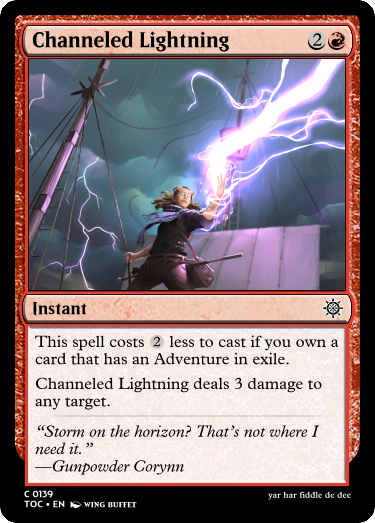 Channeled Lightning 2
Instant
This spell costs 2 less to cast if you own a
card that has an Adventure in exile.
Channeled Lightning deals 3 damage to
any target.
“Storm on the horizon? That’s not where I
need it.”
—Gunpowder Corynn
C 0139
TOC • EN WING BUFFET
yar har fiddle de dee